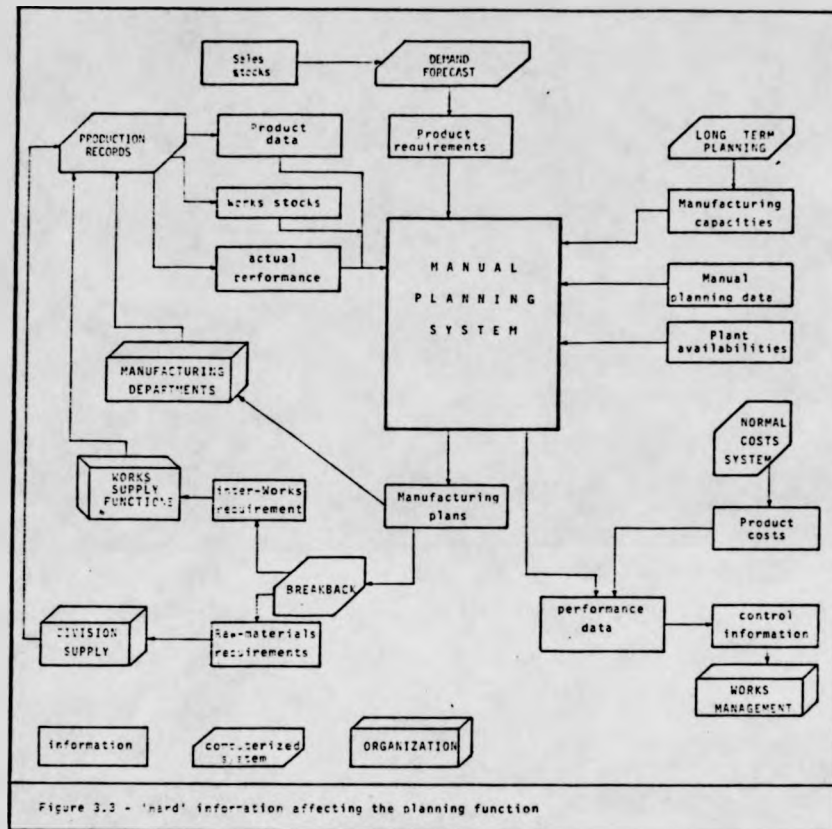 Sales
stocks
DEMAND
FORECAST
PRODUCTION
RECORDS
Product
data
Product
requirements
LONG TERM
PLANNING
Works stocks
Manufacturing
capacities
actual
performance
MANUAL
PLANNING
SYSTEM
Manual
planning data
Plant
availabilities
MANUFACTURING
DEPARTMENTS
NORMAL
COSTS
SYSTEM
WORKS
SUPPLY
FUNCTIONS
inter-Works
requirement
Manufacturing
plans
Product
costs
BREAKBACK
performance
data
control
information
DIVISION
SUPPLY
Raw-materials
requirements
WORKS
MANAGEMENT
information
computerized
system
ORGANIZATION
Figure 3.3 - 'hard' information affecting the planning function